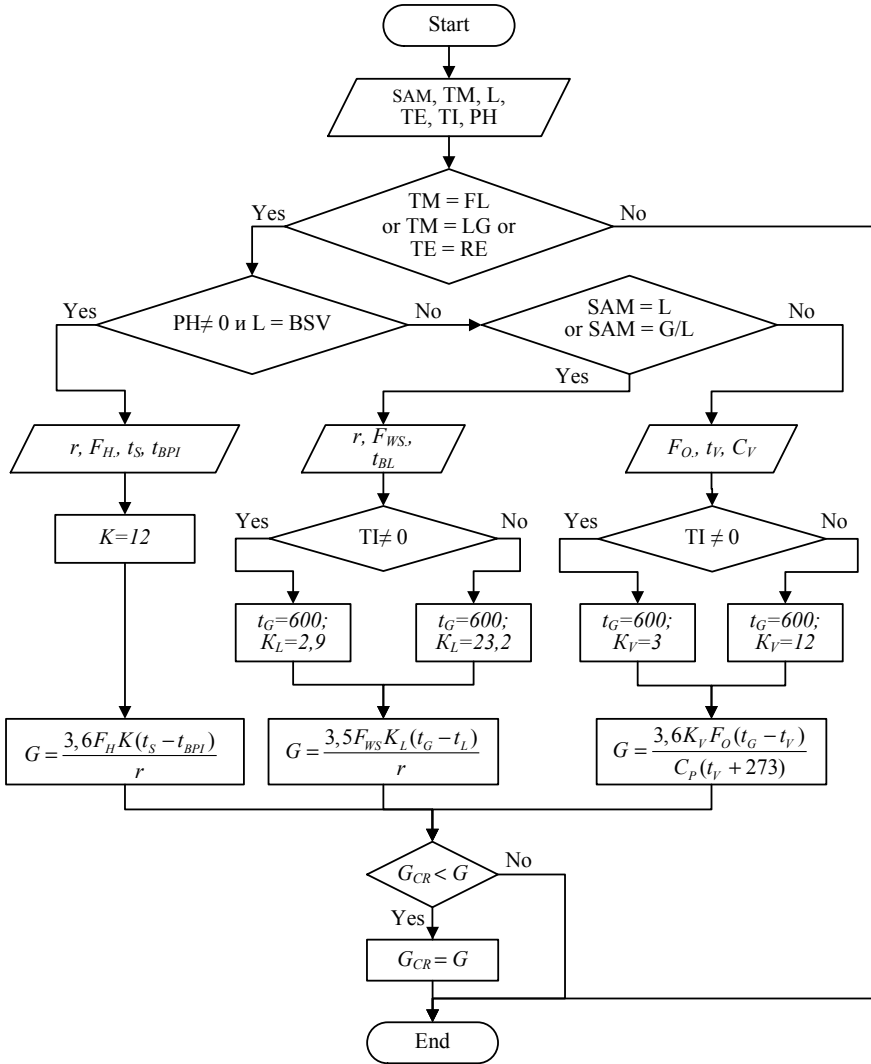 Start
SAM, TM, L,
TE, TI, PH
TM = FL
or TM = LG or
TE = RE
Yes
No
PH≠ 0 и L = BSV
Yes
No
SAM = L
or SAM = G/L
No
Yes
r, F_H., t_S, t_BPI
r, F_WS.,
t_BL
F_O., t_V, C_V
K=12
Yes
TI≠ 0
No
Yes
TI ≠ 0
No
t_G=600;
K_L=2,9
t_G=600;
K_L=23,2
t_G=600;
K_V=3
t_G=600;
K_V=12
G = 3,6F_H K(t_S − t_BPI) / r
G = 3,5F_WS K_L(t_G − t_L) / r
G = 3,6K_V F_O(t_G − t_V) / C_P(t_V + 273)
G_CR < G
No
Yes
G_CR = G
End